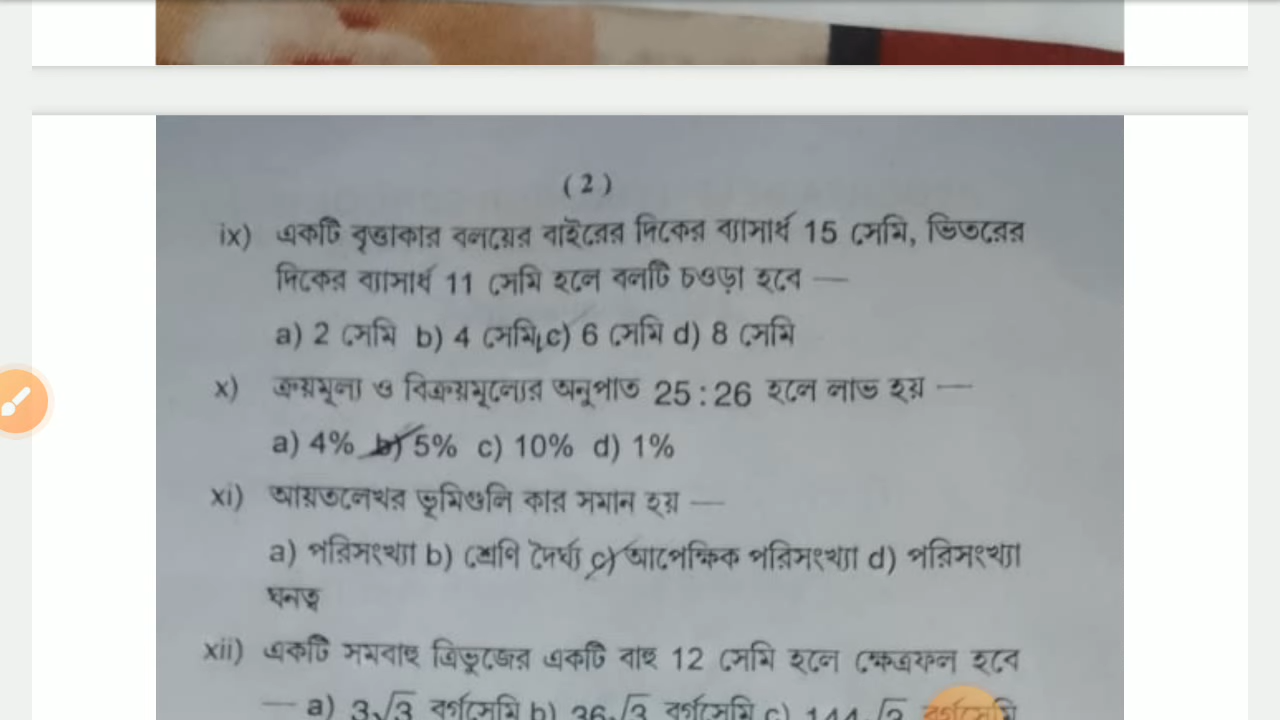 (2)
ix) একটি বৃত্তাকার বলয়ের বাইরের দিকের ব্যাসার্ধ 15 সেমি, ভিতরের
দিকের ব্যাসার্ধ 11 সেমি হলে বলটি চওড়া হবে —
a) 2 সেমি b) 4 সেমি c) 6 সেমি d) 8 সেমি
x) ক্রয়মূল্য ও বিক্রয়মূল্যের অনুপাত 25 : 26 হলে লাভ হয় —
a) 4% b) 5% c) 10% d) 1%
xi) আয়তলেখর ভূমিগুলি কার সমান হয় —
a) পরিসংখ্যা b) শ্রেণি দৈর্ঘ্য c) আপেক্ষিক পরিসংখ্যা d) পরিসংখ্যা
ঘনত্ব
xii) একটি সমবাহু ত্রিভুজের একটি বাহু 12 সেমি হলে ক্ষেত্রফল হবে
— a) 3√3 বর্গসেমি b) 36√3 বর্গসেমি c) 144